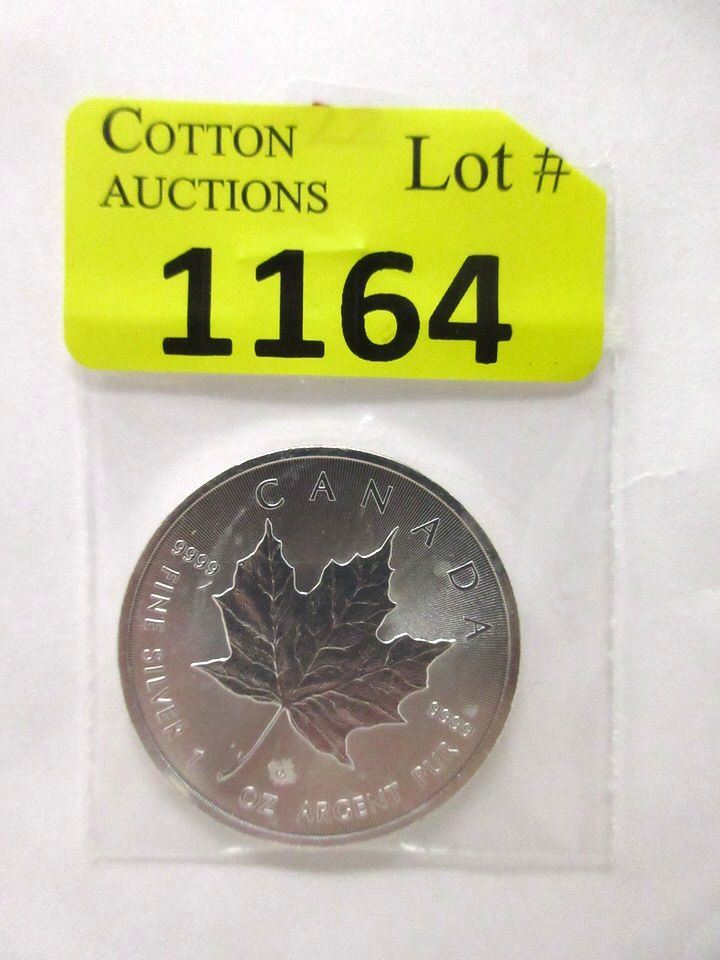 COTTON
AUCTIONS
Lot #
1164
CANADA
9999
FINE SILVER 1 OZ ARGENT PUR
9999